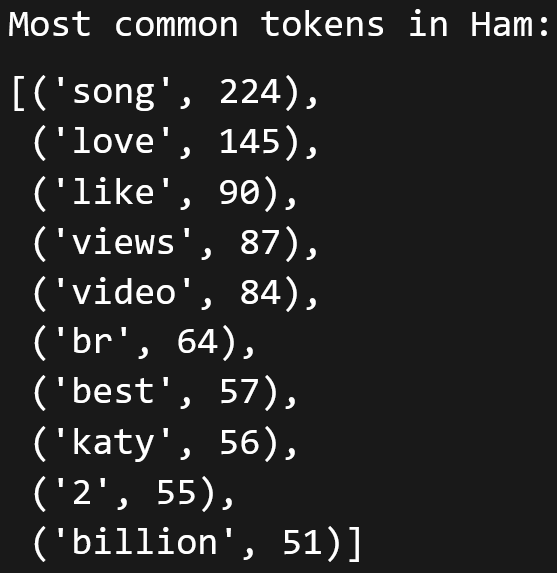 Most common tokens in Ham:
[('song', 224),
('love', 145),
('like', 90),
('views', 87),
('video', 84),
('br', 64),
('best', 57),
('katy', 56),
('2', 55),
('billion', 51)]